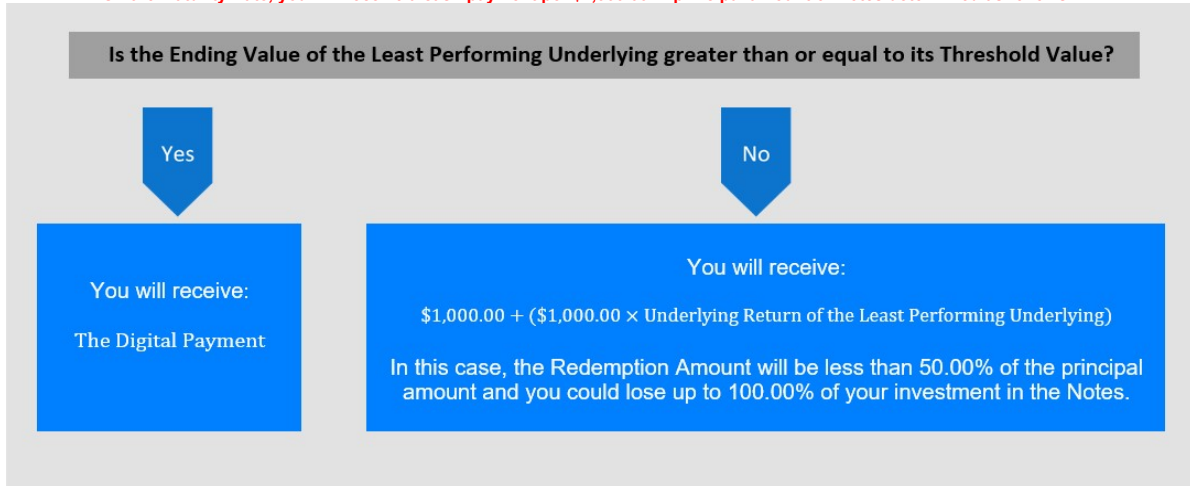 Is the Ending Value of the Least Performing Underlying greater than or equal to its Threshold Value?
Yes
No
You will receive:
The Digital Payment
You will receive:
$1,000.00 + ($1,000.00 × Underlying Return of the Least Performing Underlying)
In this case, the Redemption Amount will be less than 50.00% of the principal
amount and you could lose up to 100.00% of your investment in the Notes.